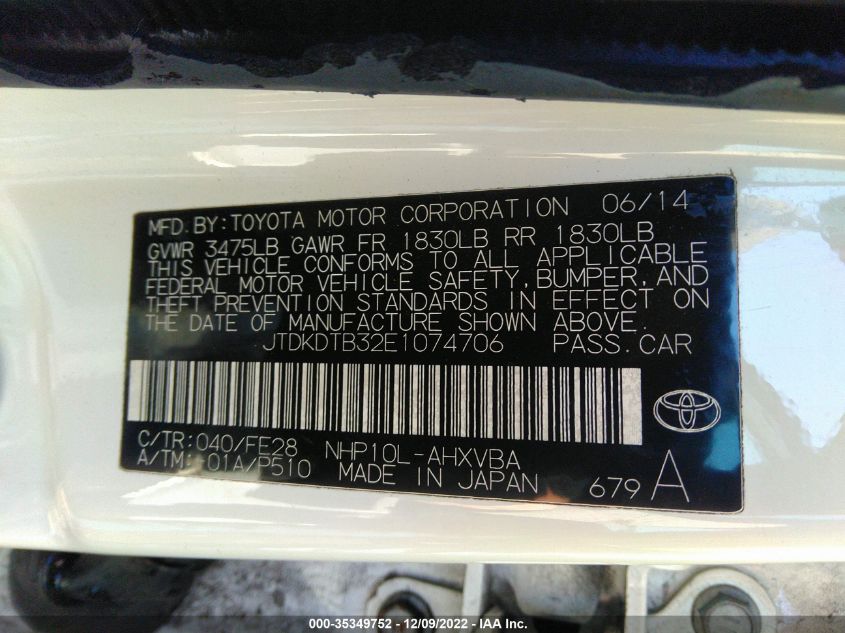 MFD.BY:TOYOTA MOTOR CORPORATION 06/14
GVWR 3475LB GAWR FR 1830LB RR 1830LB
THIS VEHICLE CONFORMS TO ALL APPLICABLE
FEDERAL MOTOR VEHICLE SAFETY,BUMPER,AND
THEFT PREVENTION STANDARDS IN EFFECT ON
THE DATE OF MANUFACTURE SHOWN ABOVE.
JTDKDTB32E1074706 PASS.CAR
C/TR:040/FE28 NHP10L-AHXVBA
A/TM: 01A/P510 MADE IN JAPAN 679 A
000-35349752 - 12/09/2022 - IAA Inc.